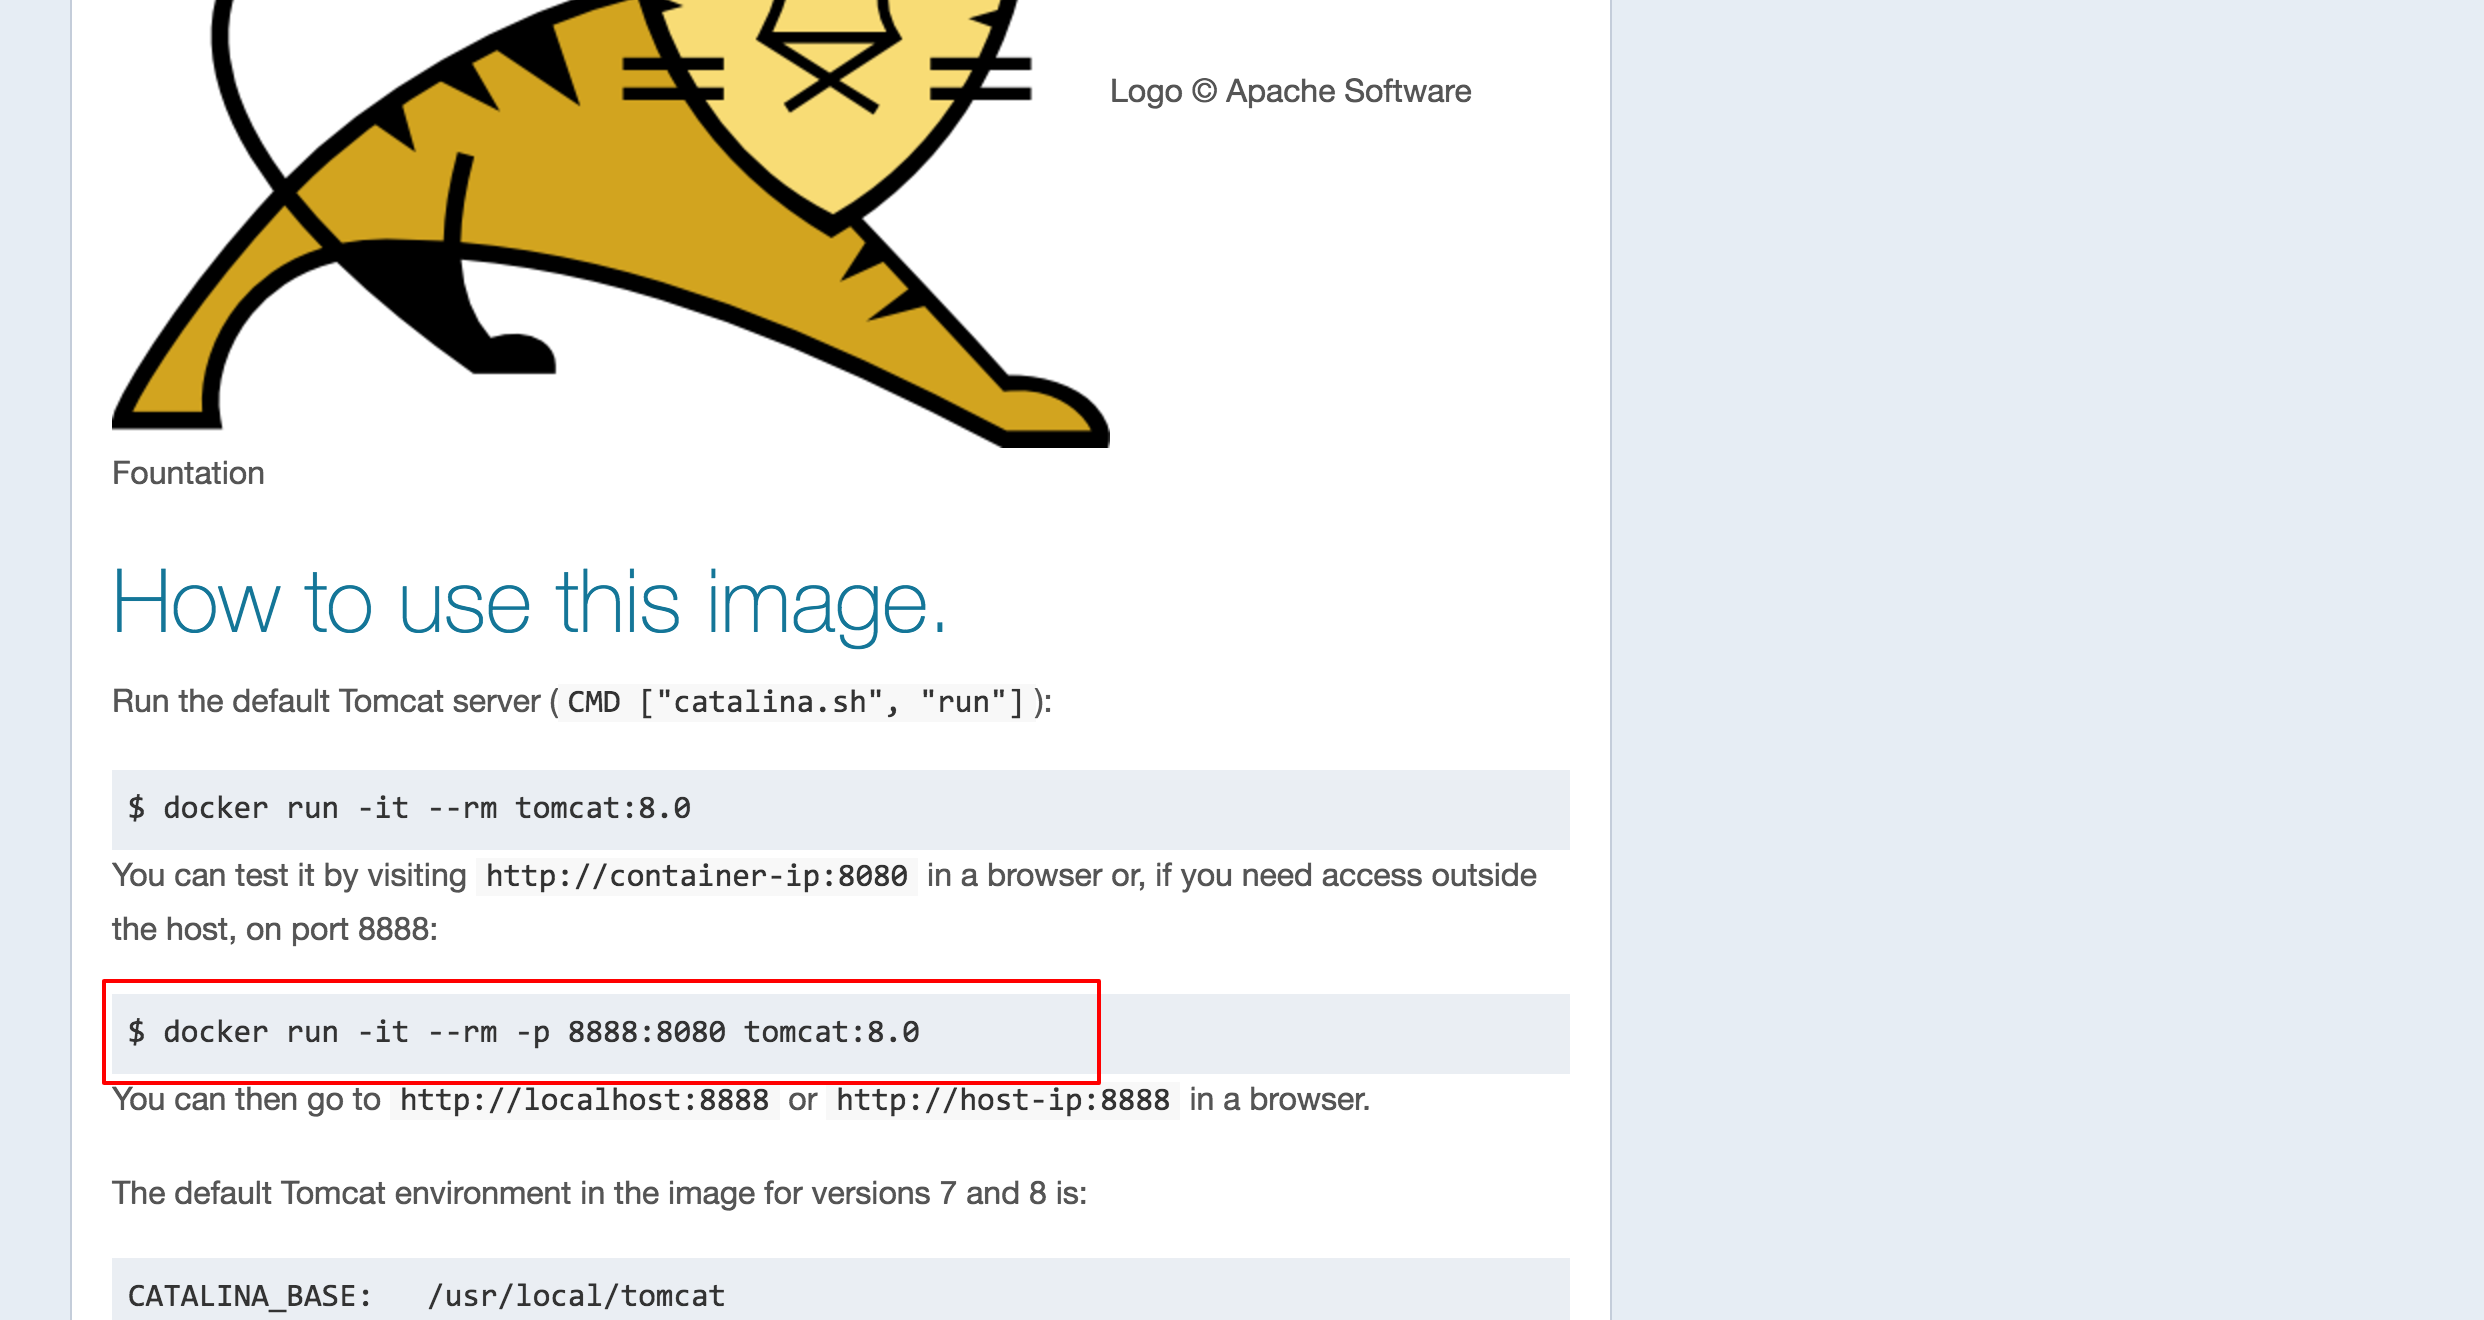 Logo © Apache Software
Fountation
How to use this image.
Run the default Tomcat server ( CMD ["catalina.sh", "run"] ):
$ docker run -it --rm tomcat:8.0
You can test it by visiting http://container-ip:8080 in a browser or, if you need access outside
the host, on port 8888:
$ docker run -it --rm -p 8888:8080 tomcat:8.0
You can then go to http://localhost:8888 or http://host-ip:8888 in a browser.
The default Tomcat environment in the image for versions 7 and 8 is:
CATALINA_BASE:   /usr/local/tomcat